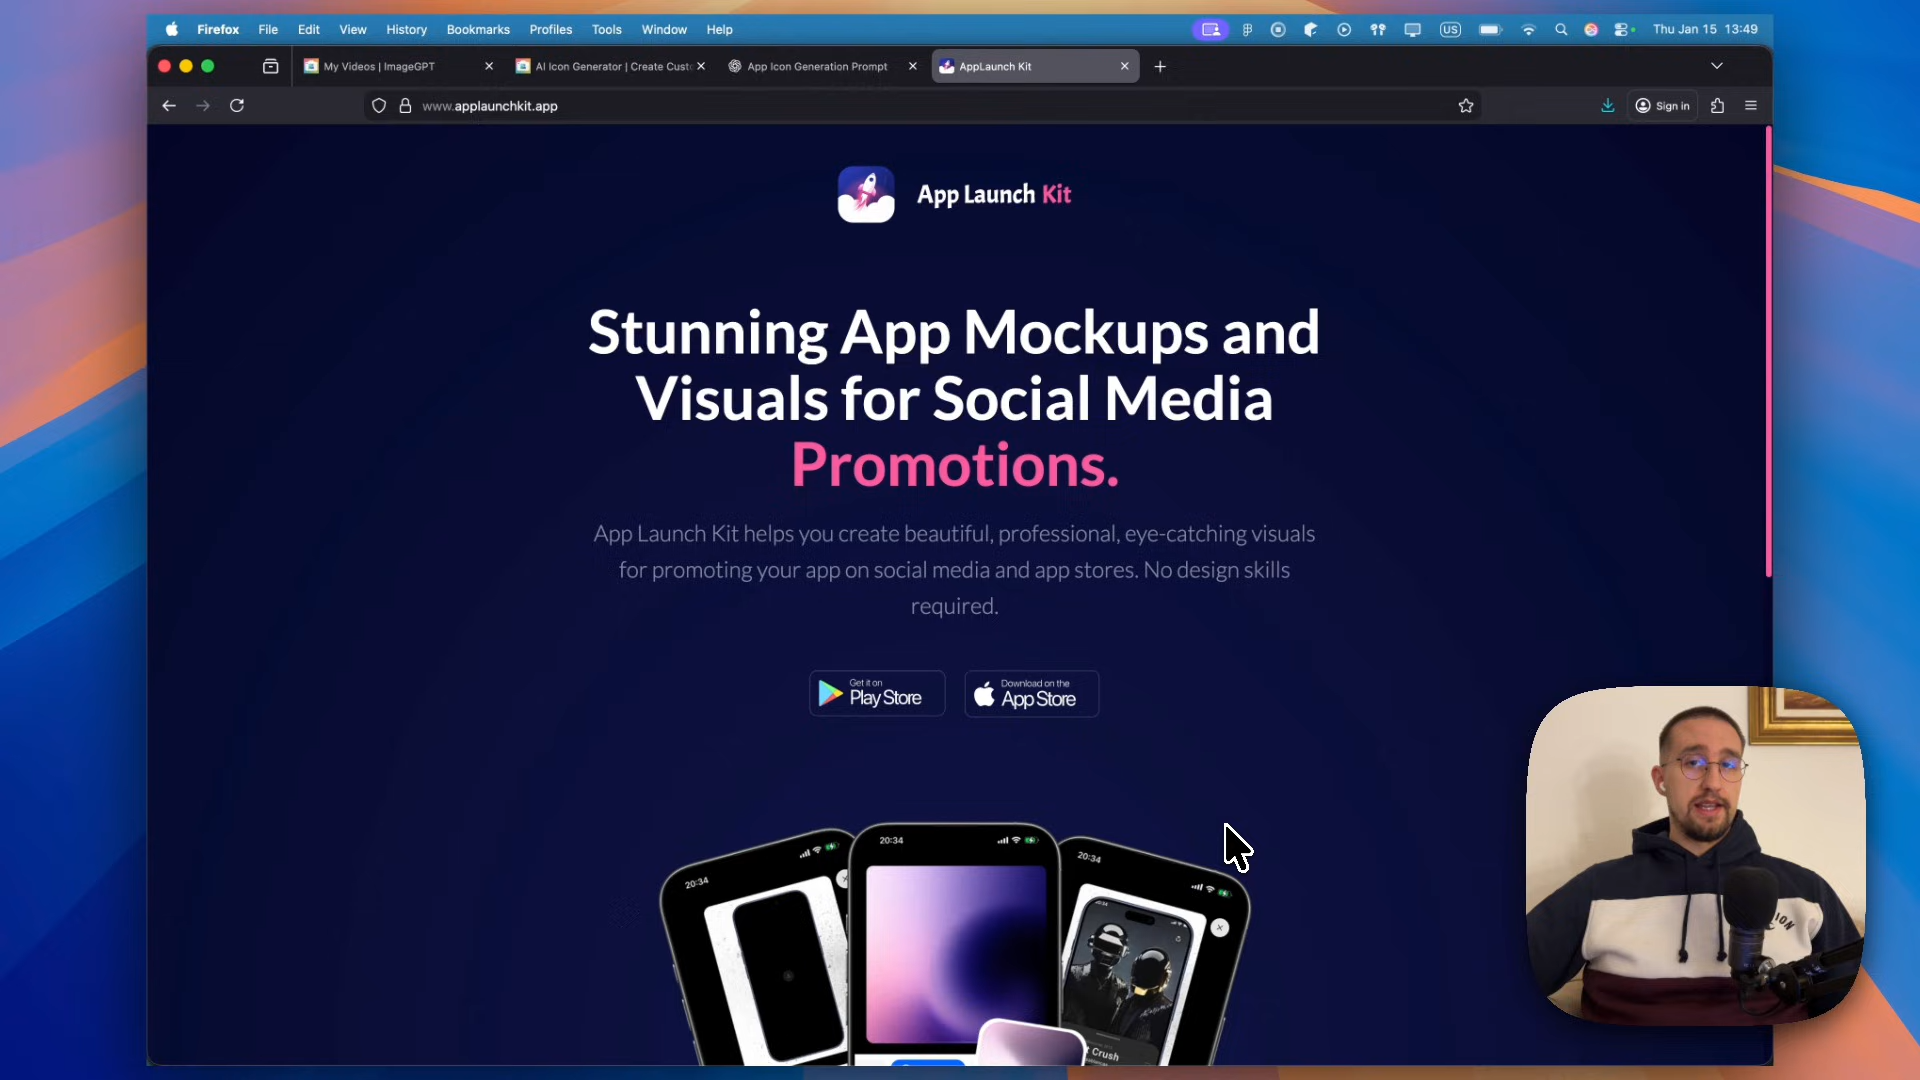 Firefox File Edit View History Bookmarks Profiles Tools Window Help US Thu Jan 15 13:49
My Videos | ImageGPT AI Icon Generator | Create Cust App Icon Generation Prompt AppLaunch Kit
www.applaunchkit.app Sign in
App Launch Kit
Stunning App Mockups and
Visuals for Social Media
Promotions.
App Launch Kit helps you create beautiful, professional, eye-catching visuals
for promoting your app on social media and app stores. No design skills
required.
Get it on
Play Store
Download on the
App Store
20:34
20:34
20:34
t Crush